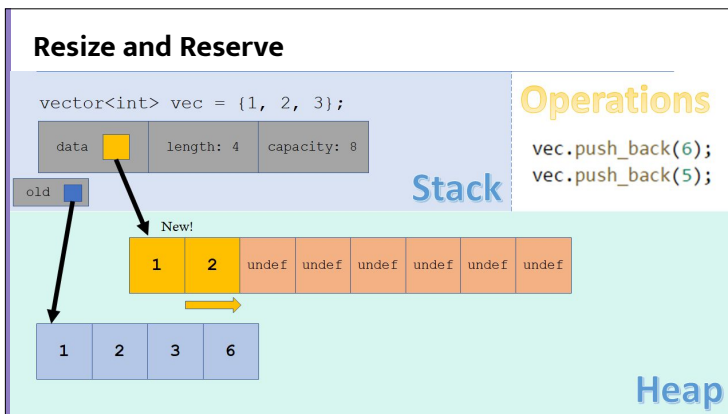 Resize and Reserve
vector<int> vec = {1, 2, 3};
Operations
data
length: 4
capacity: 8
vec.push_back(6);
vec.push_back(5);
old
Stack
New!
1 2 undef undef undef undef undef undef
1 2 3 6
Heap